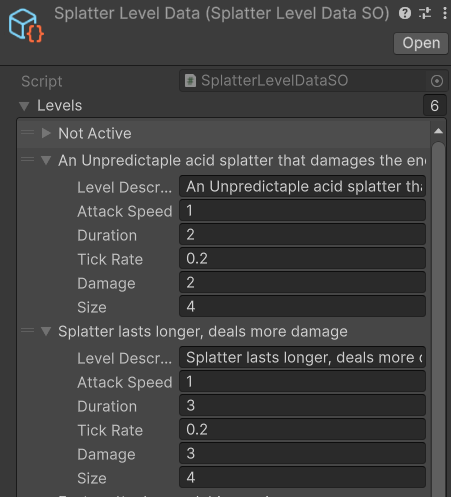 Splatter Level Data (Splatter Level Data SO)
Open
Script
# SplatterLevelDataSO
Levels
6
Not Active
An Unpredictaple acid splatter that damages the en
Level Descr... An Unpredictaple acid splatter tha
Attack Speed 1
Duration 2
Tick Rate 0.2
Damage 2
Size 4
Splatter lasts longer, deals more damage
Level Descr... Splatter lasts longer, deals more
Attack Speed 1
Duration 3
Tick Rate 0.2
Damage 3
Size 4